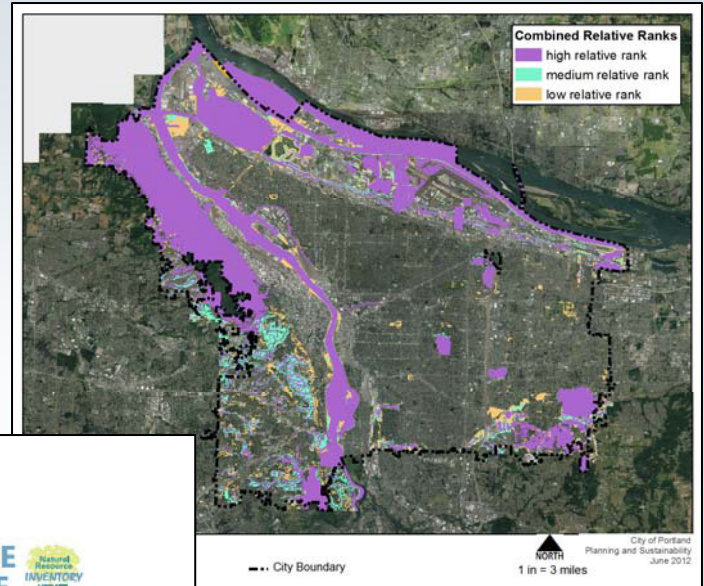 Combined Relative Ranks
high relative rank
medium relative rank
low relative rank
City Boundary
NORTH
1 in = 3 miles
City of Portland
Planning and Sustainability
June 2012
Natural
Resource
INVENTORY